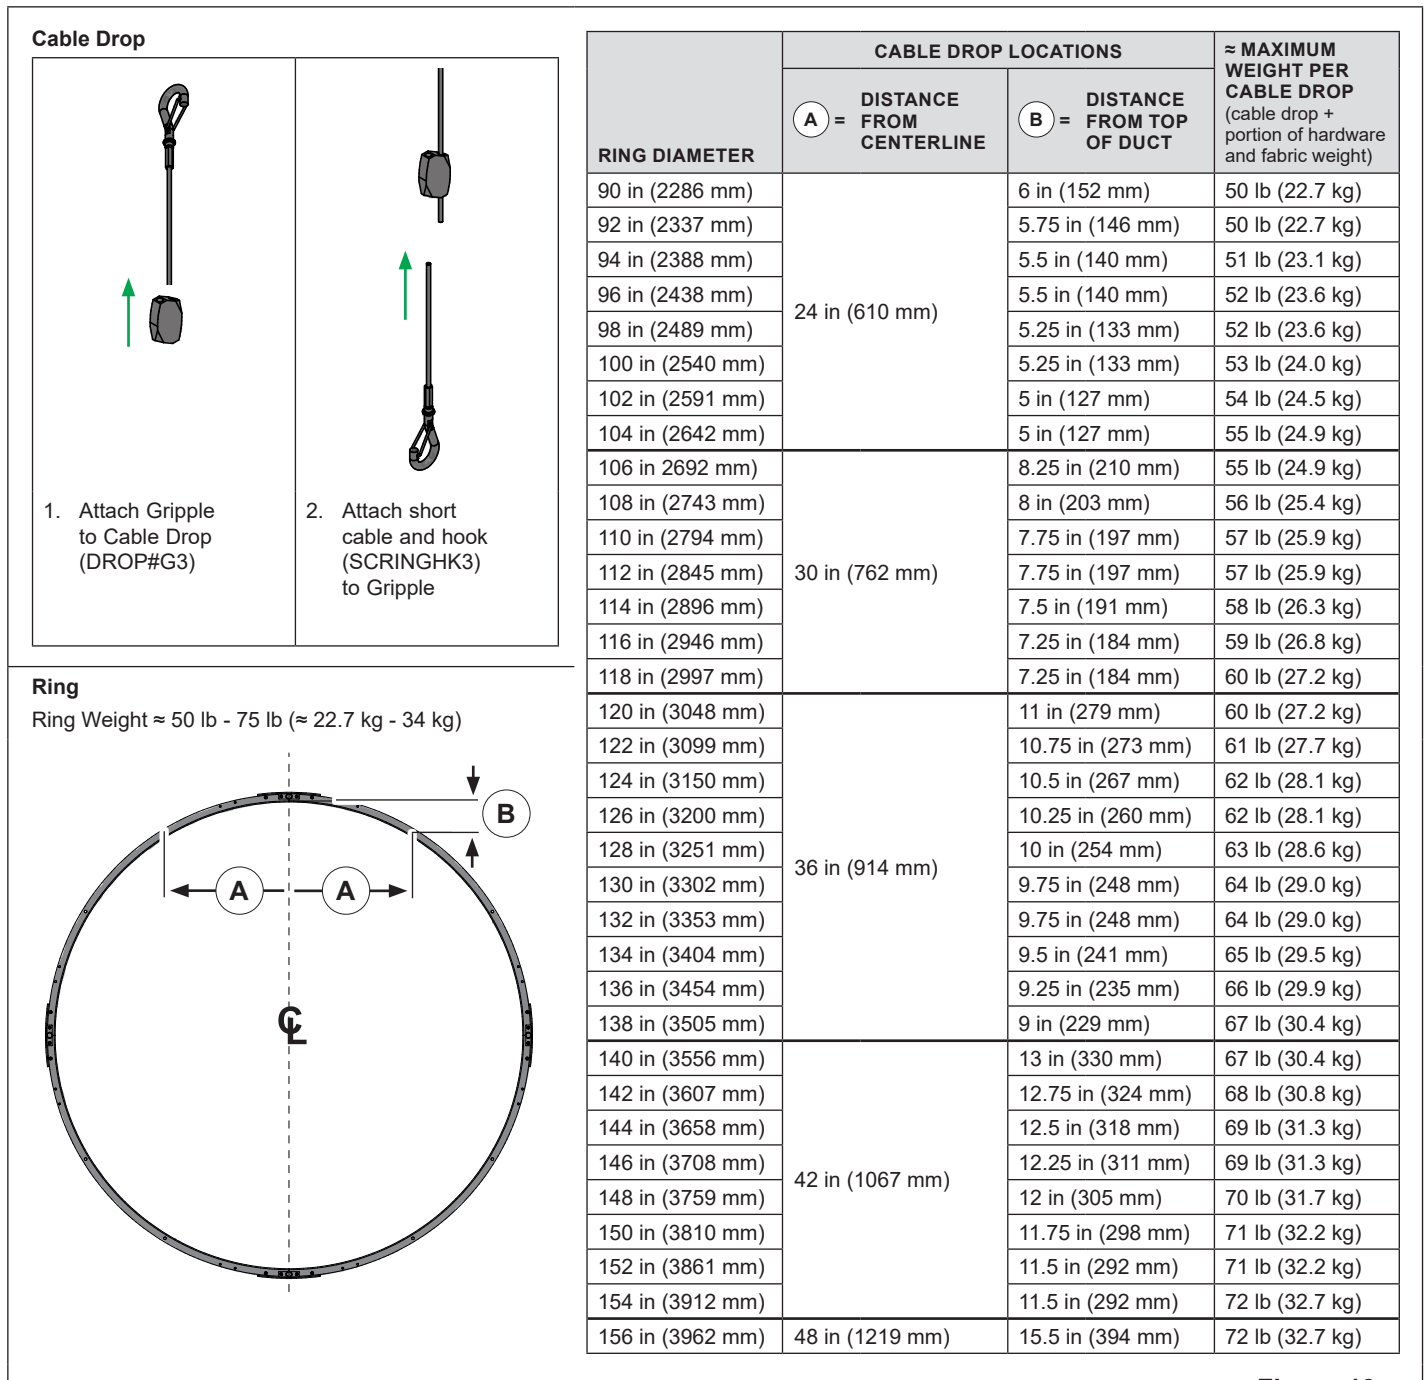 Cable Drop
1. Attach Gripple
to Cable Drop
(DROP#G3)
2. Attach short
cable and hook
(SCRINGHK3)
to Gripple
Ring
Ring Weight ≈ 50 lb - 75 lb (≈ 22.7 kg - 34 kg)
B
A A
℄
RING DIAMETER
CABLE DROP LOCATIONS
A = DISTANCE
FROM
CENTERLINE
B = DISTANCE
FROM TOP
OF DUCT
≈ MAXIMUM
WEIGHT PER
CABLE DROP
(cable drop +
portion of hardware
and fabric weight)
90 in (2286 mm) 6 in (152 mm) 50 lb (22.7 kg)
92 in (2337 mm) 5.75 in (146 mm) 50 lb (22.7 kg)
94 in (2388 mm) 5.5 in (140 mm) 51 lb (23.1 kg)
96 in (2438 mm) 5.5 in (140 mm) 52 lb (23.6 kg)
24 in (610 mm)
98 in (2489 mm) 5.25 in (133 mm) 52 lb (23.6 kg)
100 in (2540 mm) 5.25 in (133 mm) 53 lb (24.0 kg)
102 in (2591 mm) 5 in (127 mm) 54 lb (24.5 kg)
104 in (2642 mm) 5 in (127 mm) 55 lb (24.9 kg)
106 in 2692 mm) 8.25 in (210 mm) 55 lb (24.9 kg)
108 in (2743 mm) 8 in (203 mm) 56 lb (25.4 kg)
110 in (2794 mm) 7.75 in (197 mm) 57 lb (25.9 kg)
112 in (2845 mm) 30 in (762 mm) 7.75 in (197 mm) 57 lb (25.9 kg)
114 in (2896 mm) 7.5 in (191 mm) 58 lb (26.3 kg)
116 in (2946 mm) 7.25 in (184 mm) 59 lb (26.8 kg)
118 in (2997 mm) 7.25 in (184 mm) 60 lb (27.2 kg)
120 in (3048 mm) 11 in (279 mm) 60 lb (27.2 kg)
122 in (3099 mm) 10.75 in (273 mm) 61 lb (27.7 kg)
124 in (3150 mm) 10.5 in (267 mm) 62 lb (28.1 kg)
126 in (3200 mm) 10.25 in (260 mm) 62 lb (28.1 kg)
128 in (3251 mm) 10 in (254 mm) 63 lb (28.6 kg)
36 in (914 mm)
130 in (3302 mm) 9.75 in (248 mm) 64 lb (29.0 kg)
132 in (3353 mm) 9.75 in (248 mm) 64 lb (29.0 kg)
134 in (3404 mm) 9.5 in (241 mm) 65 lb (29.5 kg)
136 in (3454 mm) 9.25 in (235 mm) 66 lb (29.9 kg)
138 in (3505 mm) 9 in (229 mm) 67 lb (30.4 kg)
140 in (3556 mm) 13 in (330 mm) 67 lb (30.4 kg)
142 in (3607 mm) 12.75 in (324 mm) 68 lb (30.8 kg)
144 in (3658 mm) 12.5 in (318 mm) 69 lb (31.3 kg)
146 in (3708 mm) 12.25 in (311 mm) 69 lb (31.3 kg)
42 in (1067 mm)
148 in (3759 mm) 12 in (305 mm) 70 lb (31.7 kg)
150 in (3810 mm) 11.75 in (298 mm) 71 lb (32.2 kg)
152 in (3861 mm) 11.5 in (292 mm) 71 lb (32.2 kg)
154 in (3912 mm) 11.5 in (292 mm) 72 lb (32.7 kg)
156 in (3962 mm) 48 in (1219 mm) 15.5 in (394 mm) 72 lb (32.7 kg)